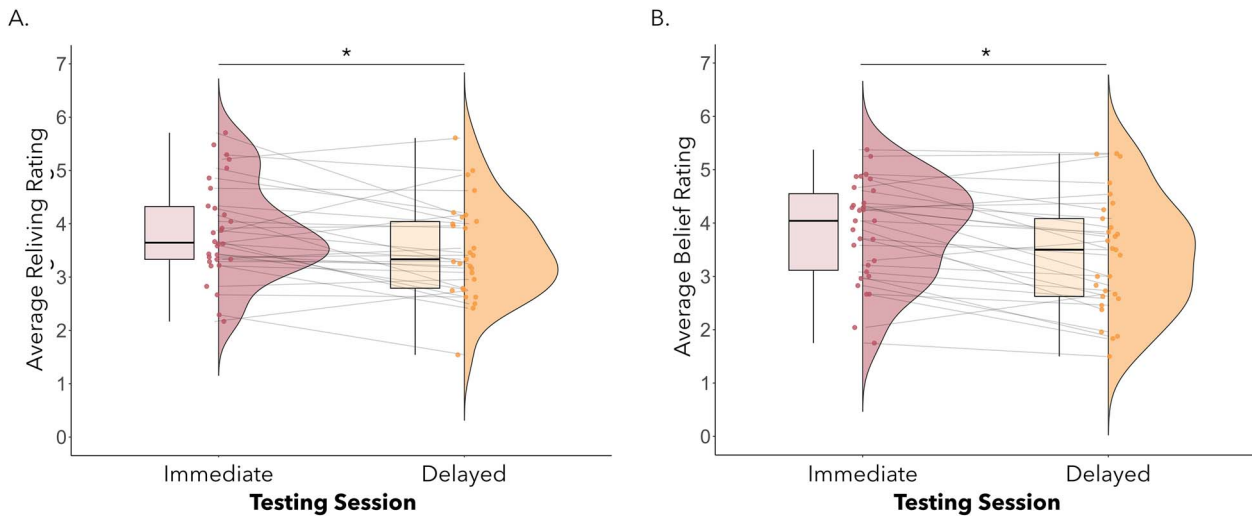 A.
*
7
6
5
4
3
2
1
0
Average Reliving Rating
Immediate
Delayed
Testing Session
B.
*
7
6
5
4
3
2
1
0
Average Belief Rating
Immediate
Delayed
Testing Session